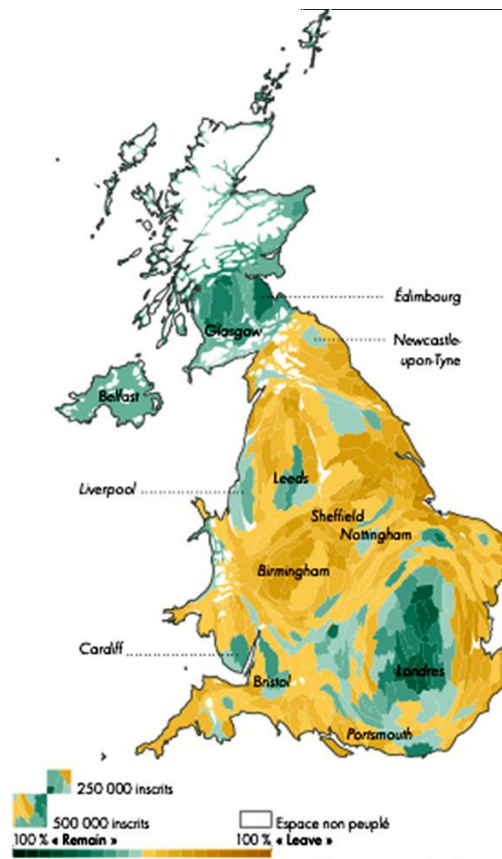 Édimbourg
Glasgow
Newcastle-
upon-Tyne
Belfast
Leeds
Liverpool
Sheffield
Nottingham
Birmingham
Cardiff
Londres
Bristol
Portsmouth
250 000 inscrits
500 000 inscrits
Espace non peuplé
100 % « Remain »
100 % « Leave »